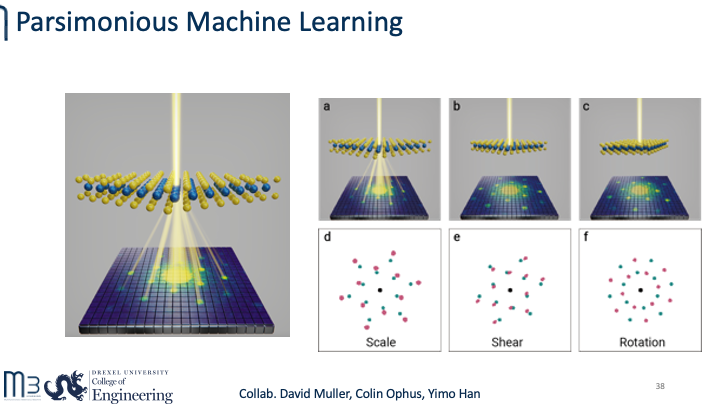 Parsimonious Machine Learning
a
b
c
d
e
f
Scale
Shear
Rotation
M3
DREXEL UNIVERSITY
College of
Engineering
Collab. David Muller, Colin Ophus, Yimo Han
38